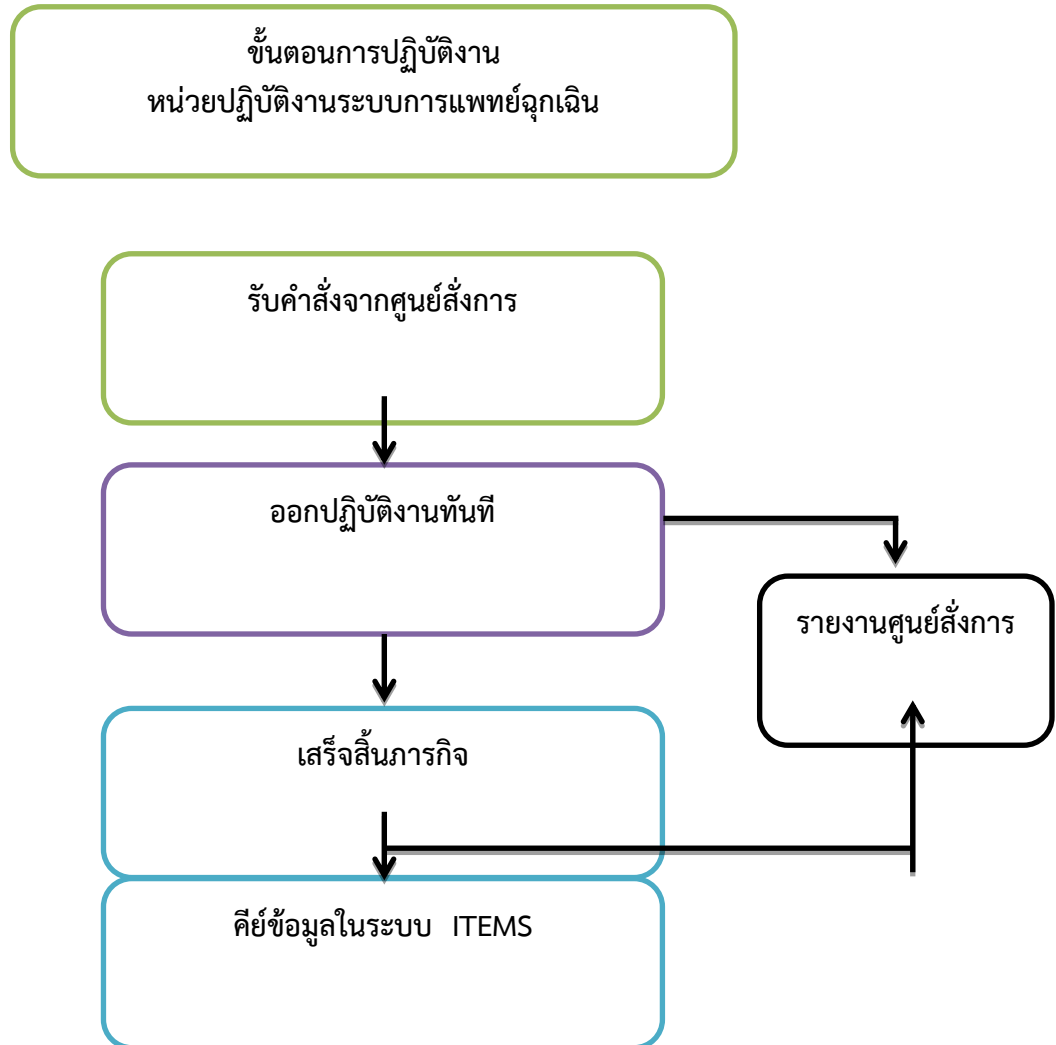 ขั้นตอนการปฏิบัติงาน
หน่วยปฏิบัติงานระบบการแพทย์ฉุกเฉิน
รับคำสั่งจากศูนย์สั่งการ
ออกปฏิบัติงานทันที
รายงานศูนย์สั่งการ
เสร็จสิ้นภารกิจ
คีย์ข้อมูลในระบบ ITEMS